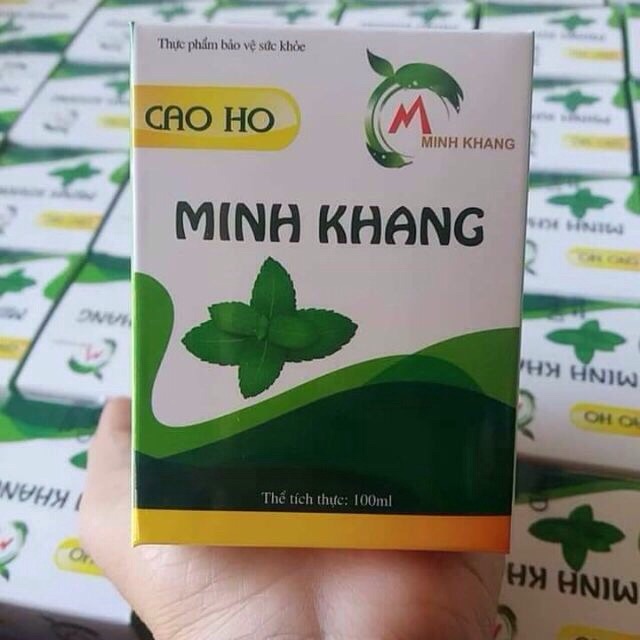 Thực phẩm bảo vệ sức khỏe
CAO HO
M
MINH KHANG
MINH KHANG
Thể tích thực: 100ml